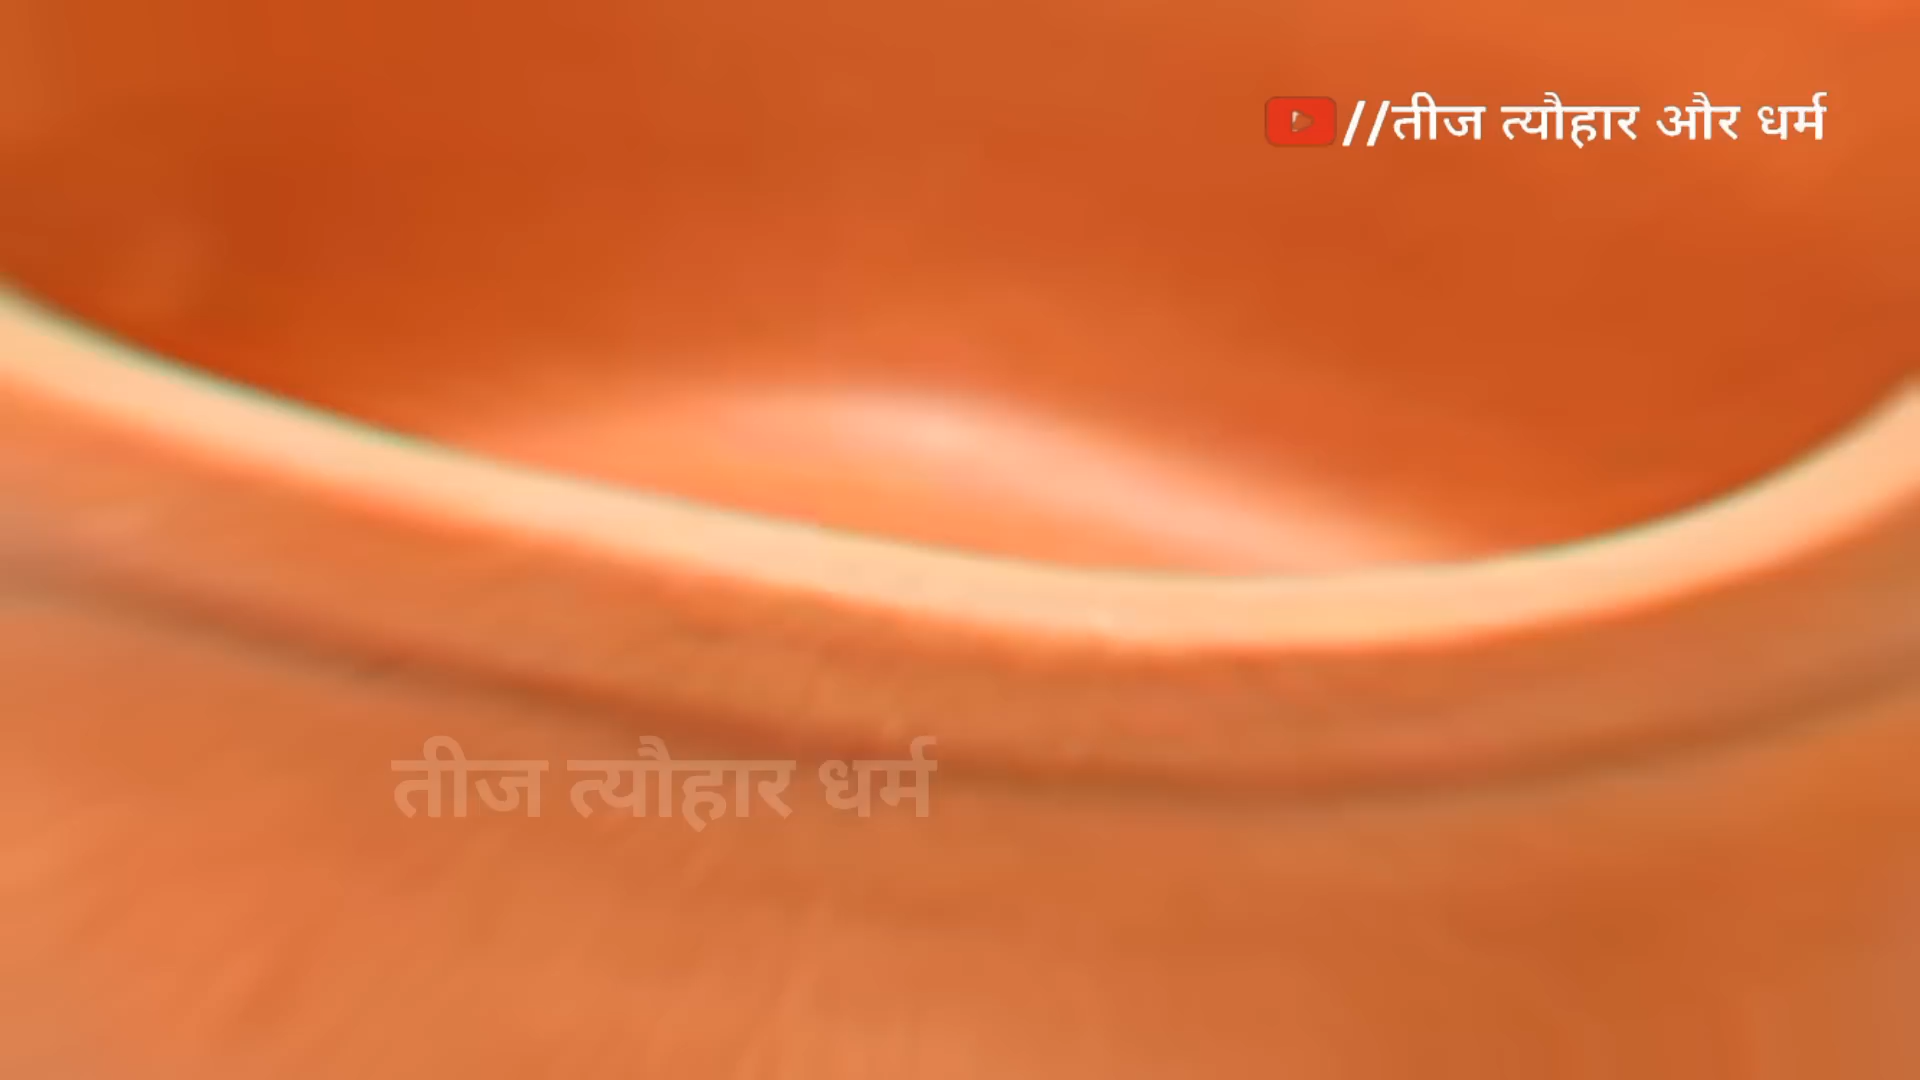 //तीज त्यौहार और धर्म
तीज त्यौहार धर्म